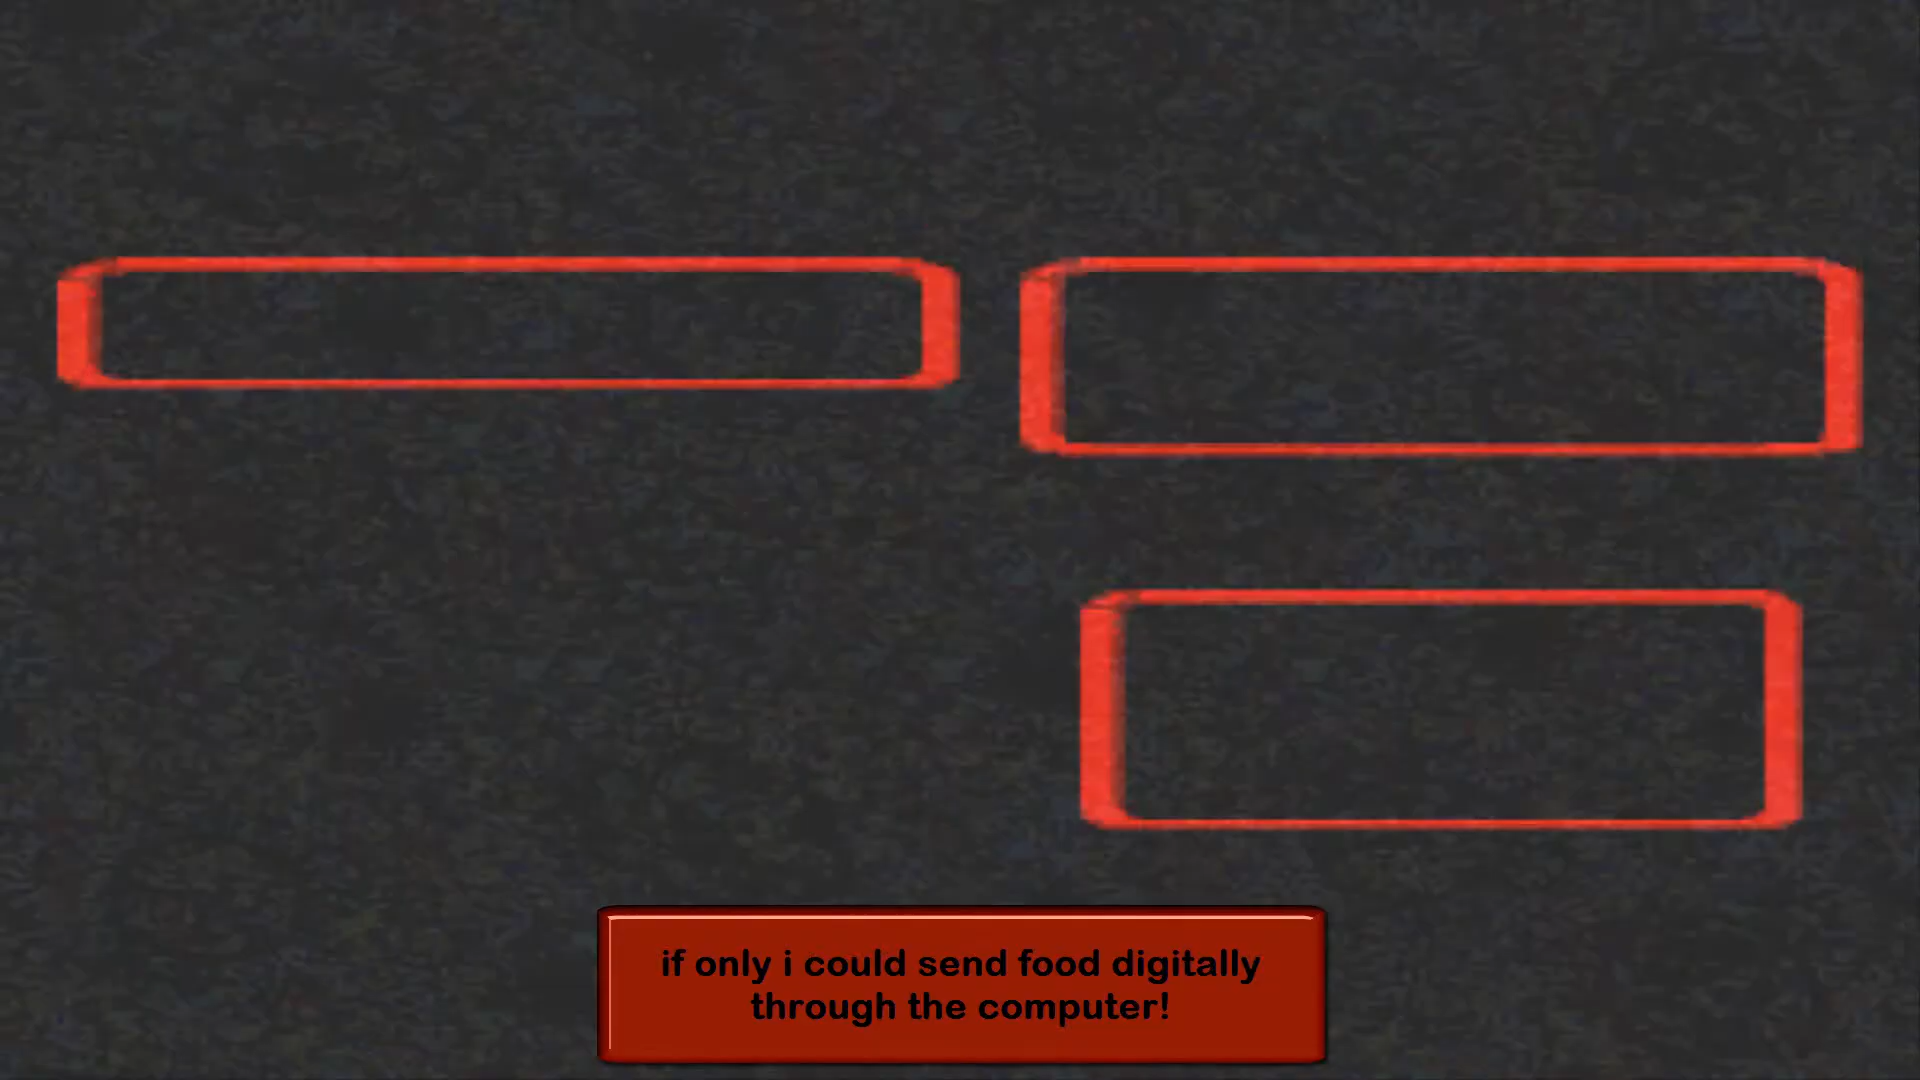 if only i could send food digitally
through the computer!